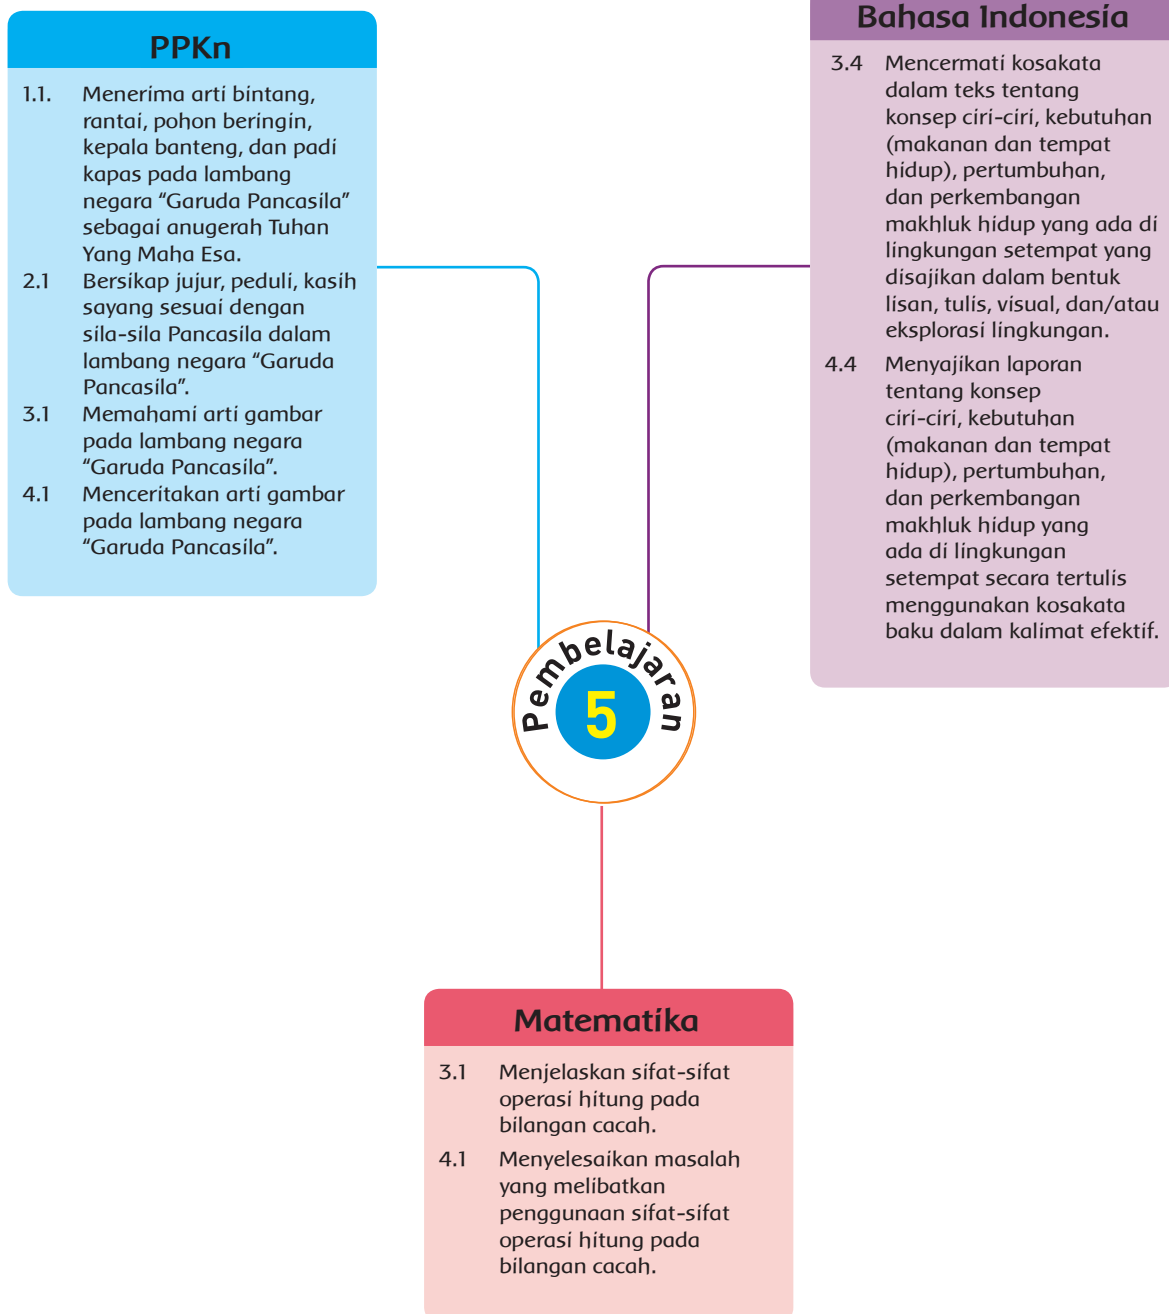 PPKn
1.1. Menerima arti bintang,
rantai, pohon beringin,
kepala banteng, dan padi
kapas pada lambang
negara “Garuda Pancasila”
sebagai anugerah Tuhan
Yang Maha Esa.
2.1 Bersikap jujur, peduli, kasih
sayang sesuai dengan
sila-sila Pancasila dalam
lambang negara “Garuda
Pancasila”.
3.1 Memahami arti gambar
pada lambang negara
“Garuda Pancasila”.
4.1 Menceritakan arti gambar
pada lambang negara
“Garuda Pancasila”.
Bahasa Indonesia
3.4 Mencermati kosakata
dalam teks tentang
konsep ciri-ciri, kebutuhan
(makanan dan tempat
hidup), pertumbuhan,
dan perkembangan
makhluk hidup yang ada di
lingkungan setempat yang
disajikan dalam bentuk
lisan, tulis, visual, dan/atau
eksplorasi lingkungan.
4.4 Menyajikan laporan
tentang konsep
ciri-ciri, kebutuhan
(makanan dan tempat
hidup), pertumbuhan,
dan perkembangan
makhluk hidup yang
ada di lingkungan
setempat secara tertulis
menggunakan kosakata
baku dalam kalimat efektif.
Pembelajaran
5
Matematika
3.1 Menjelaskan sifat-sifat
operasi hitung pada
bilangan cacah.
4.1 Menyelesaikan masalah
yang melibatkan
penggunaan sifat-sifat
operasi hitung pada
bilangan cacah.